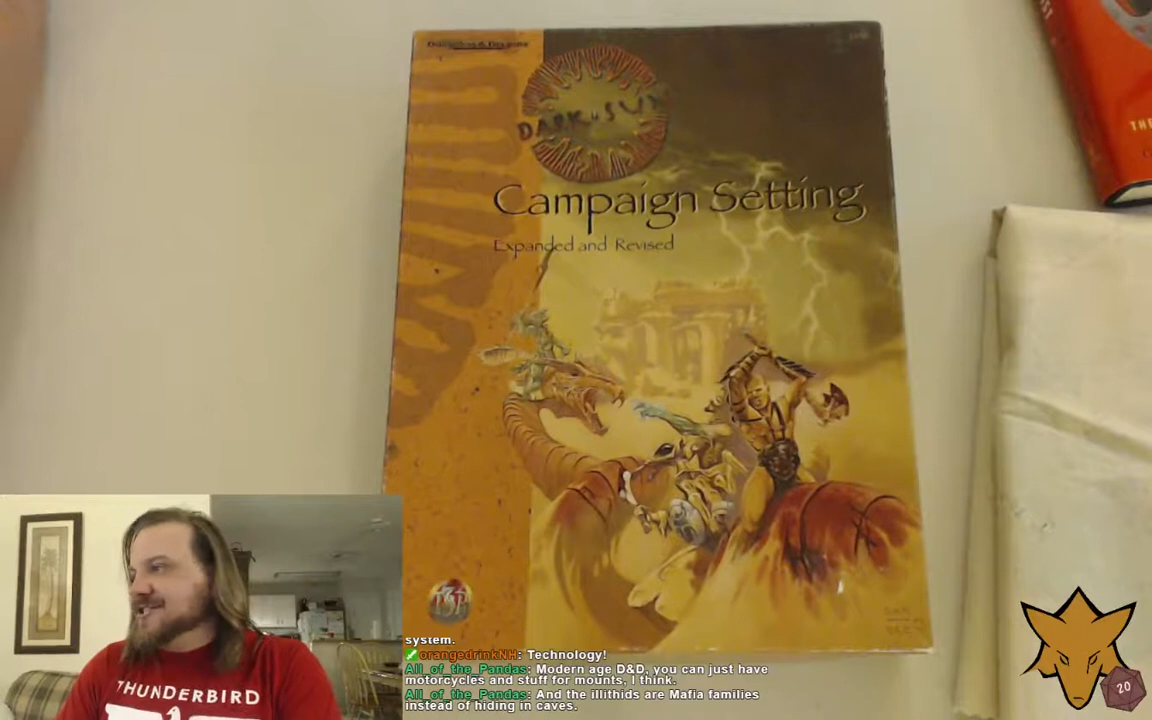 DUNGEONS & DRAGONS
DARK SUN
Campaign Setting
Expanded and Revised
TSR
THE
THUNDERBIRD
system.
orangedrinkNH: Technology!
All_of_the_Pandas: Modern age D&D, you can just have
motorcycles and stuff for mounts, I think.
All_of_the_Pandas: And the illithids are Mafia families
instead of hiding in caves.
20